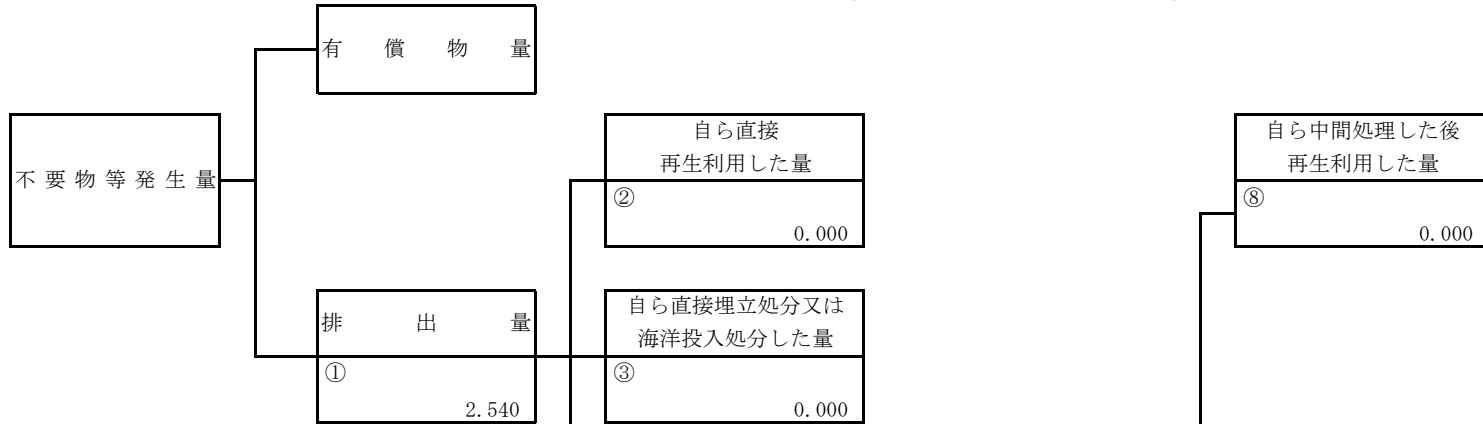 有償物量
不要物等発生量
自ら直接
再生利用した量
②
0.000
自ら中間処理した後
再生利用した量
⑧
0.000
排出量
①
2.540
自ら直接埋立処分又は
海洋投入処分した量
③
0.000